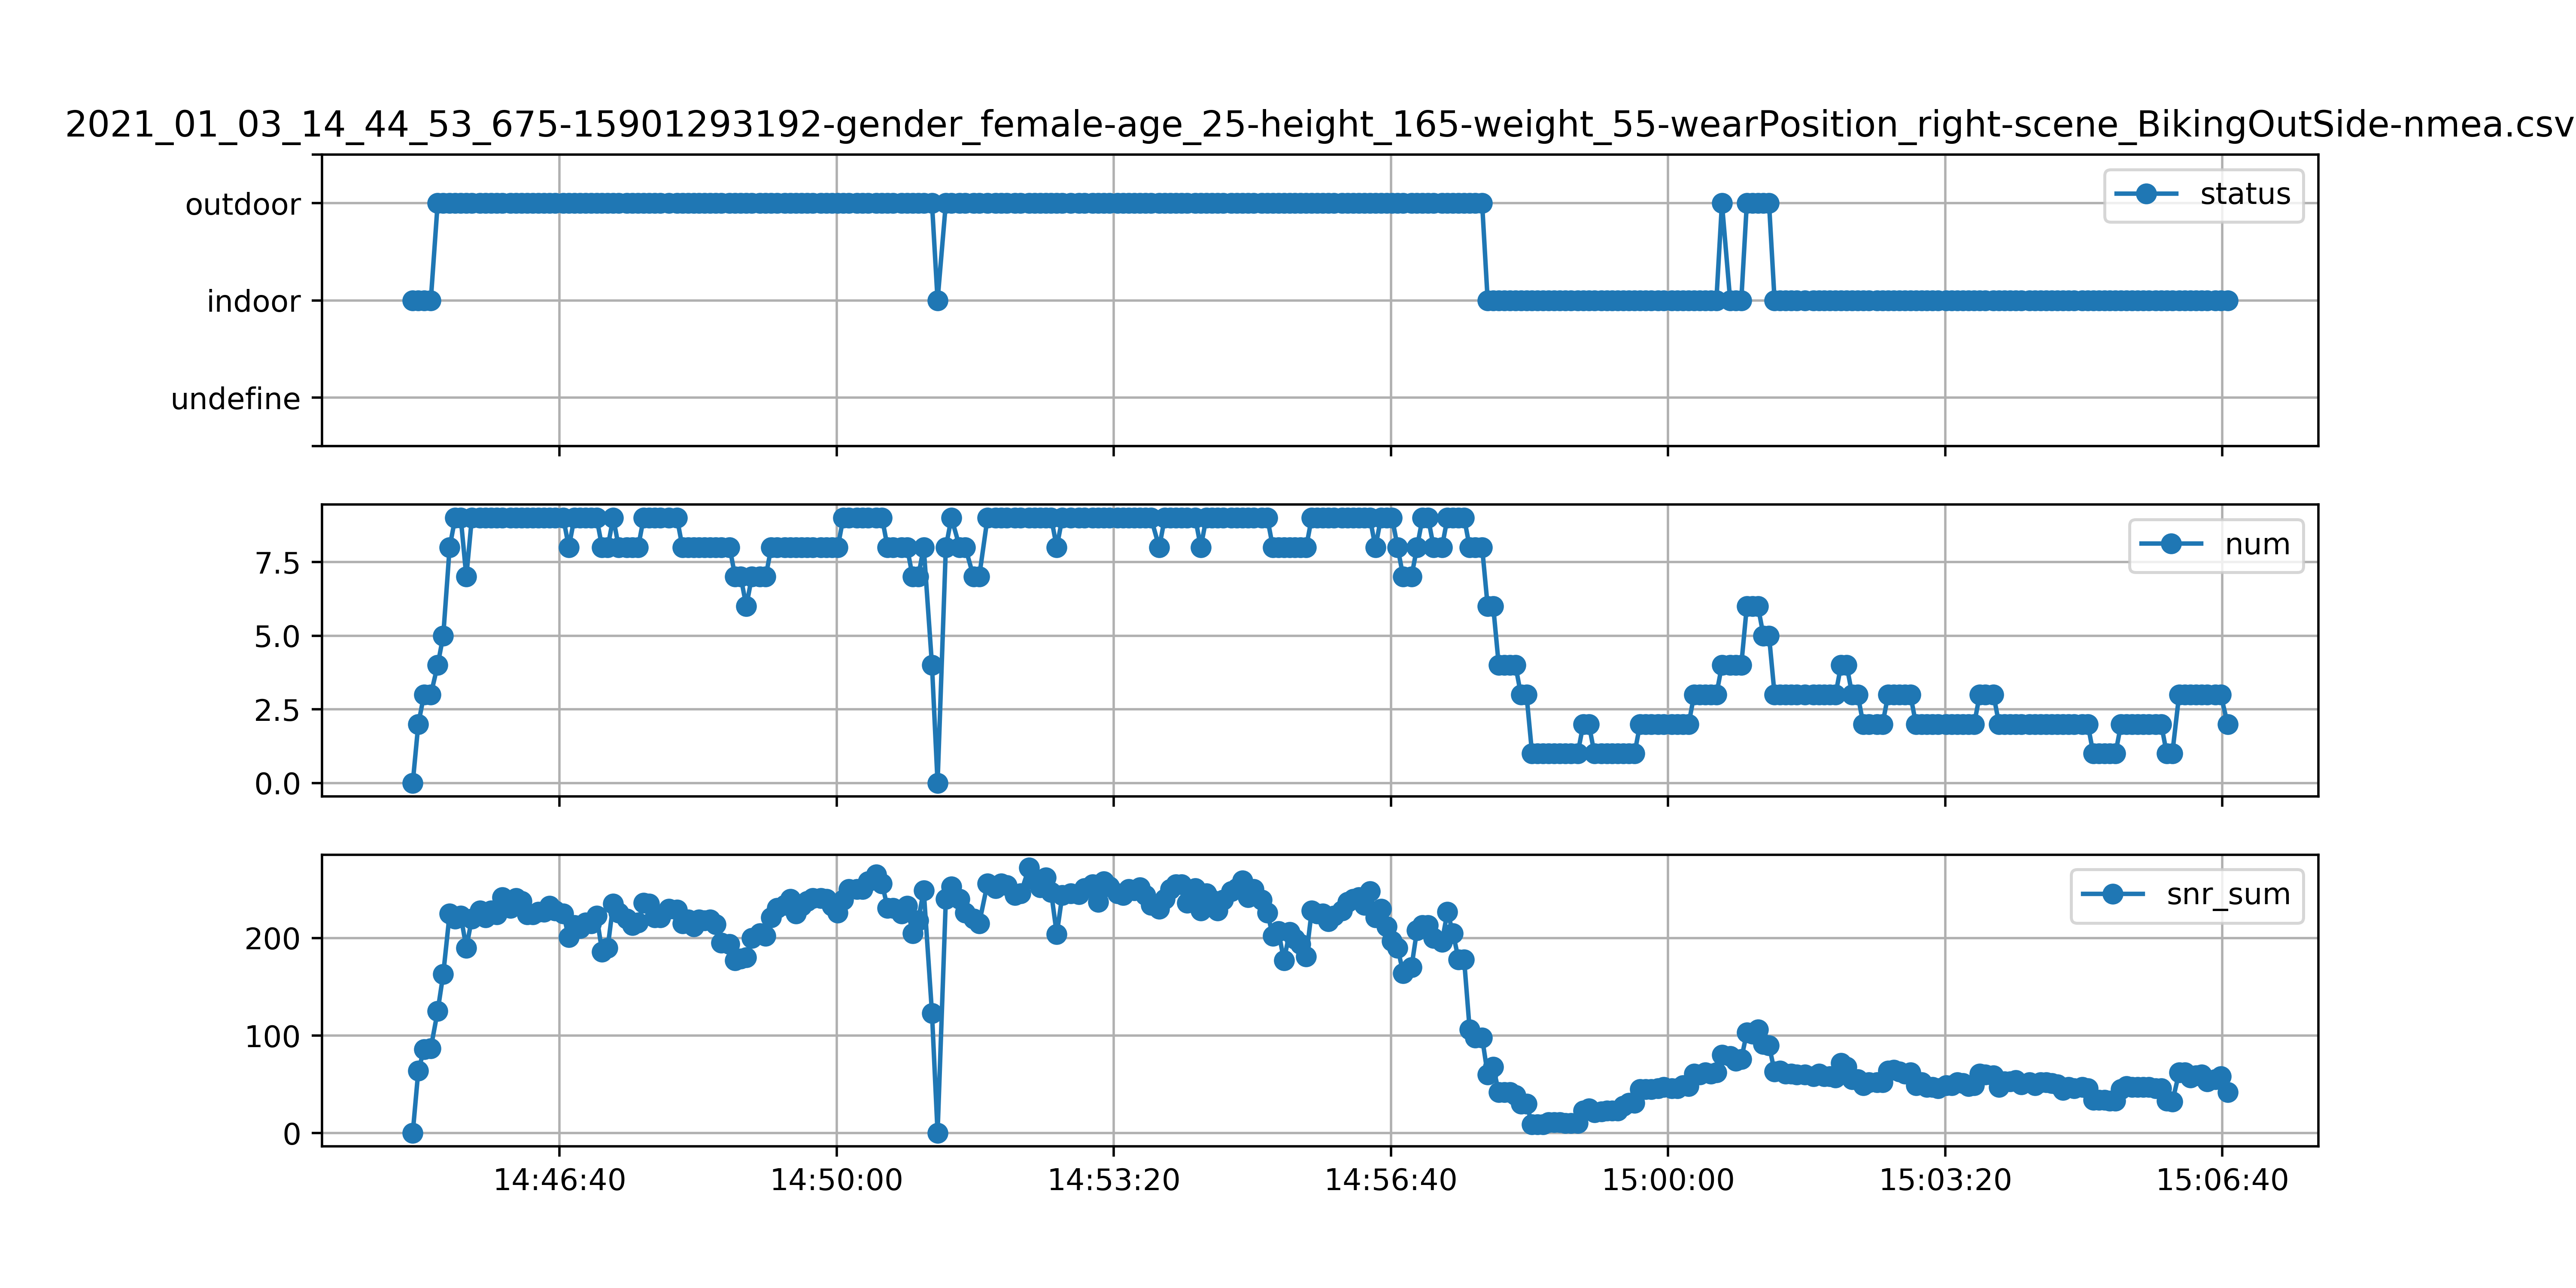 2021_01_03_14_44_53_675-15901293192-gender_female-age_25-height_165-weight_55-wearPosition_right-scene_BikingOutSide-nmea.csv
outdoor
status
indoor
undefine
num
7.5
5.0
2.5
0.0
snr_sum
200
100
0
14:46:40 14:50:00 14:53:20 14:56:40 15:00:00 15:03:20 15:06:40